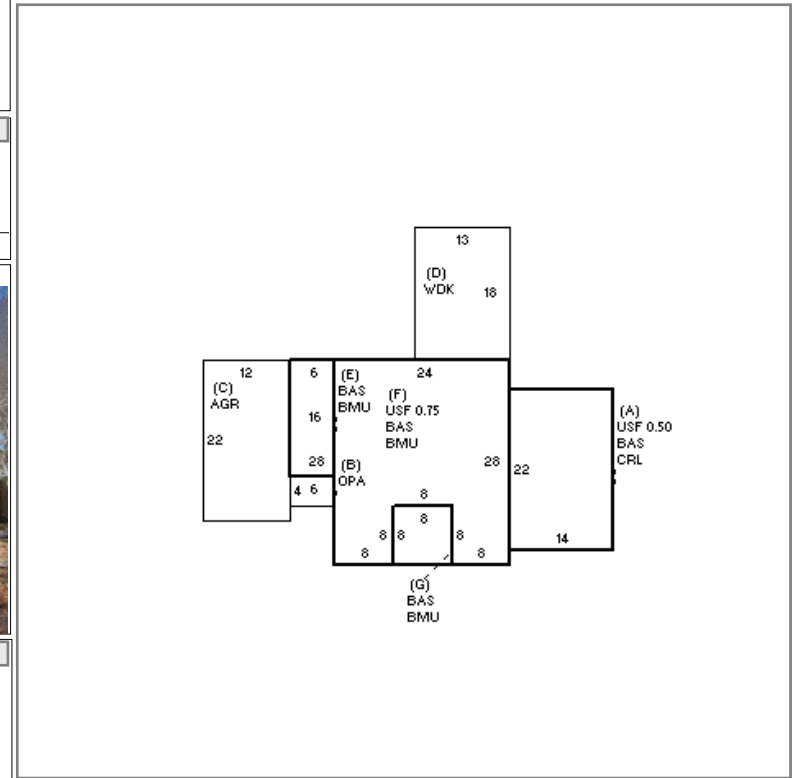 13
(D)
WDK 18
12
(C)
AGR
22
6
16
28
(E)
BAS
BMU
24
(F)
USF 0.75
BAS
BMU
28
(A)
USF 0.50
BAS
CRL
22
14
(B)
OPA
4 6
8
8
8 8 8
8 8
(G)
BAS
BMU